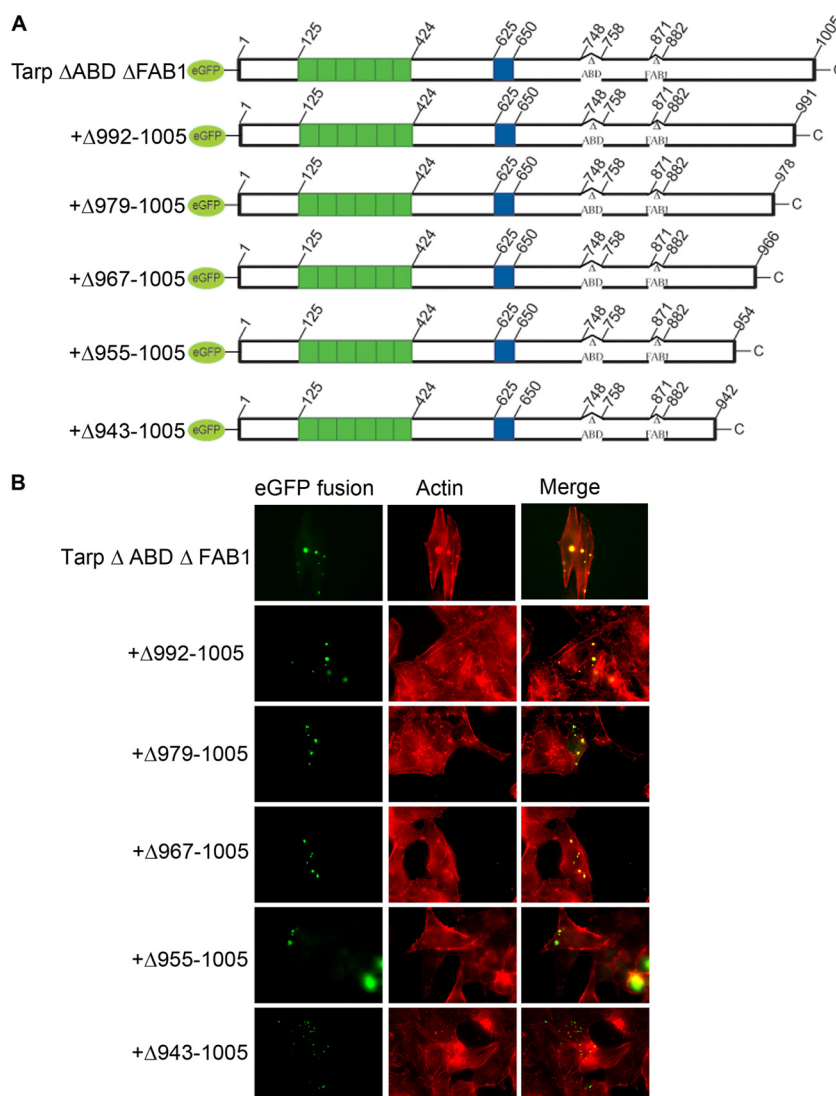 A
1 125 424 625 650 748 758 871 882 1005
Tarp ΔABD ΔFAB1 eGFP Δ ABD Δ FAB1 C
1 125 424 625 650 748 758 871 882 991
+Δ992-1005 eGFP Δ ABD Δ FAB1 C
1 125 424 625 650 748 758 871 882 978
+Δ979-1005 eGFP Δ ABD Δ FAB1 C
1 125 424 625 650 748 758 871 882 966
+Δ967-1005 eGFP Δ ABD Δ FAB1 C
1 125 424 625 650 748 758 871 882 954
+Δ955-1005 eGFP Δ ABD Δ FAB1 C
1 125 424 625 650 748 758 871 882 942
+Δ943-1005 eGFP Δ ABD Δ FAB1 C
B
eGFP fusion Actin Merge
Tarp Δ ABD Δ FAB1
+Δ992-1005
+Δ979-1005
+Δ967-1005
+Δ955-1005
+Δ943-1005